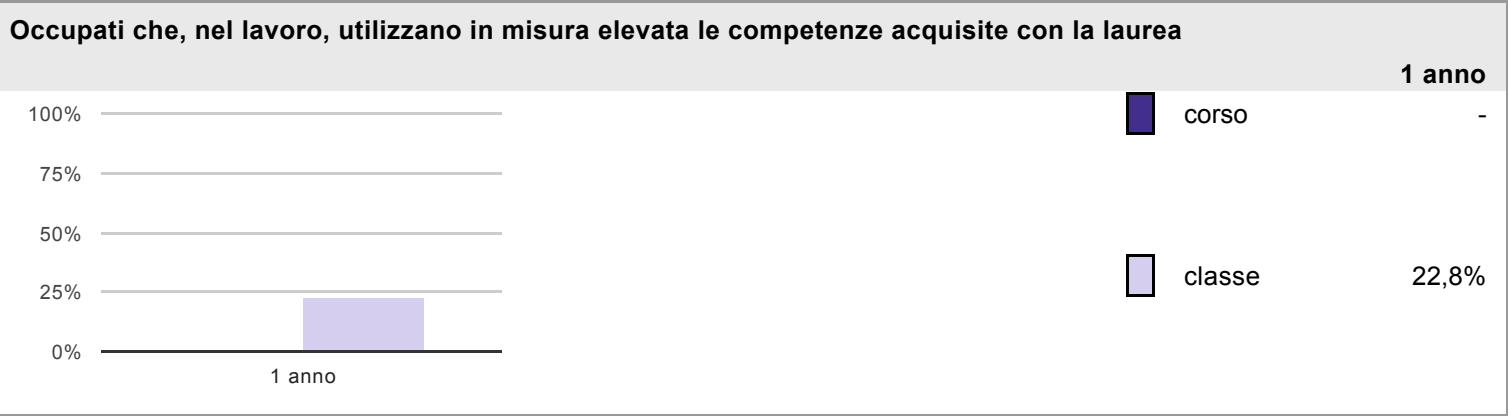 Occupati che, nel lavoro, utilizzano in misura elevata le competenze acquisite con la laurea
1 anno
100%
75%
50%
25%
0%
1 anno
corso -
classe 22,8%